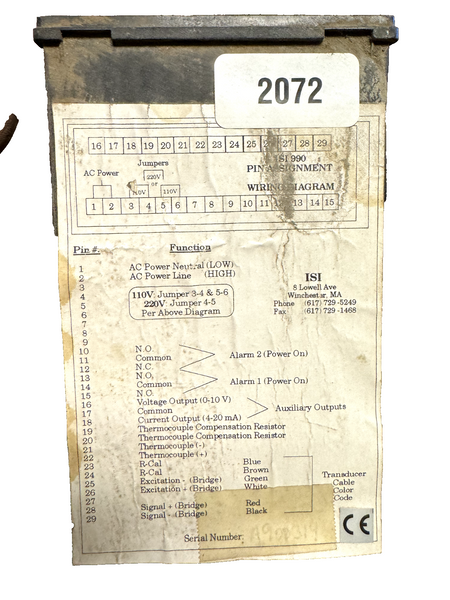 2072
16 17 18 19 20 21 22 23 24 25 26 27 28 29
ISI 990
PIN ASSIGNMENT
WIRING DIAGRAM
Jumpers
AC Power
220V
or
110V 110V
1 2 3 4 5 6 7 8 9 10 11 12 13 14 15
Pin # Function
1 AC Power Neutral (LOW)
2 AC Power Line (HIGH)
3
4 110V: Jumper 3-4 & 5-6
5 220V: Jumper 4-5
6 Per Above Diagram
7
8
9
ISI
8 Lowell Ave
Winchester, MA
Phone (617) 729-5249
Fax (617) 729-1468
10 N.O.
11 Common Alarm 2 (Power On)
12 N.C.
13 N.O.
14 Common Alarm 1 (Power On)
15 N.O.
16 Voltage Output (0-10 V)
17 Common Auxiliary Outputs
18 Current Output (4-20 mA)
19 Thermocouple Compensation Resistor
20 Thermocouple Compensation Resistor
21 Thermocouple (-)
22 Thermocouple (+)
23 R-Cal Blue
24 R-Cal Brown
25 Excitation - (Bridge) Green
26 Excitation + (Bridge) White
27
28 Signal + (Bridge) Red
29 Signal - (Bridge) Black
Transducer
Cable
Color
Code
CE
Serial Number: